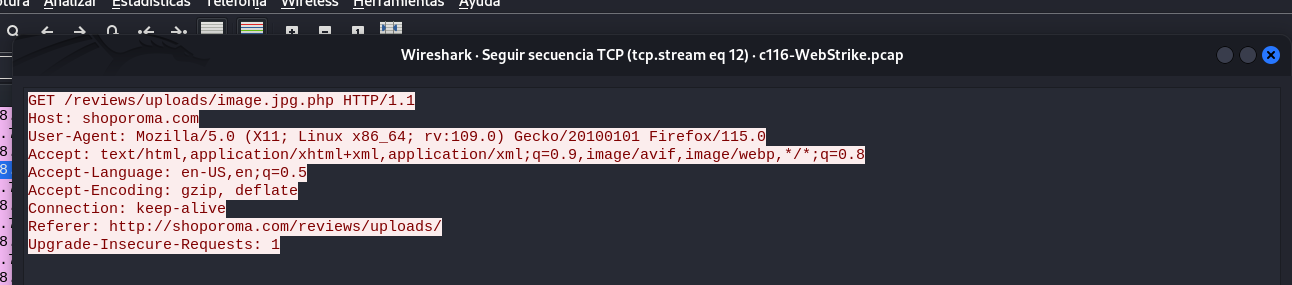 Analizar Estadísticas Telefonía Wireless Herramientas Ayuda
Wireshark · Seguir secuencia TCP (tcp.stream eq 12) · c116-WebStrike.pcap
GET /reviews/uploads/image.jpg.php HTTP/1.1
Host: shoporoma.com
User-Agent: Mozilla/5.0 (X11; Linux x86_64; rv:109.0) Gecko/20100101 Firefox/115.0
Accept: text/html,application/xhtml+xml,application/xml;q=0.9,image/avif,image/webp,*/*;q=0.8
Accept-Language: en-US,en;q=0.5
Accept-Encoding: gzip, deflate
Connection: keep-alive
Referer: http://shoporoma.com/reviews/uploads/
Upgrade-Insecure-Requests: 1